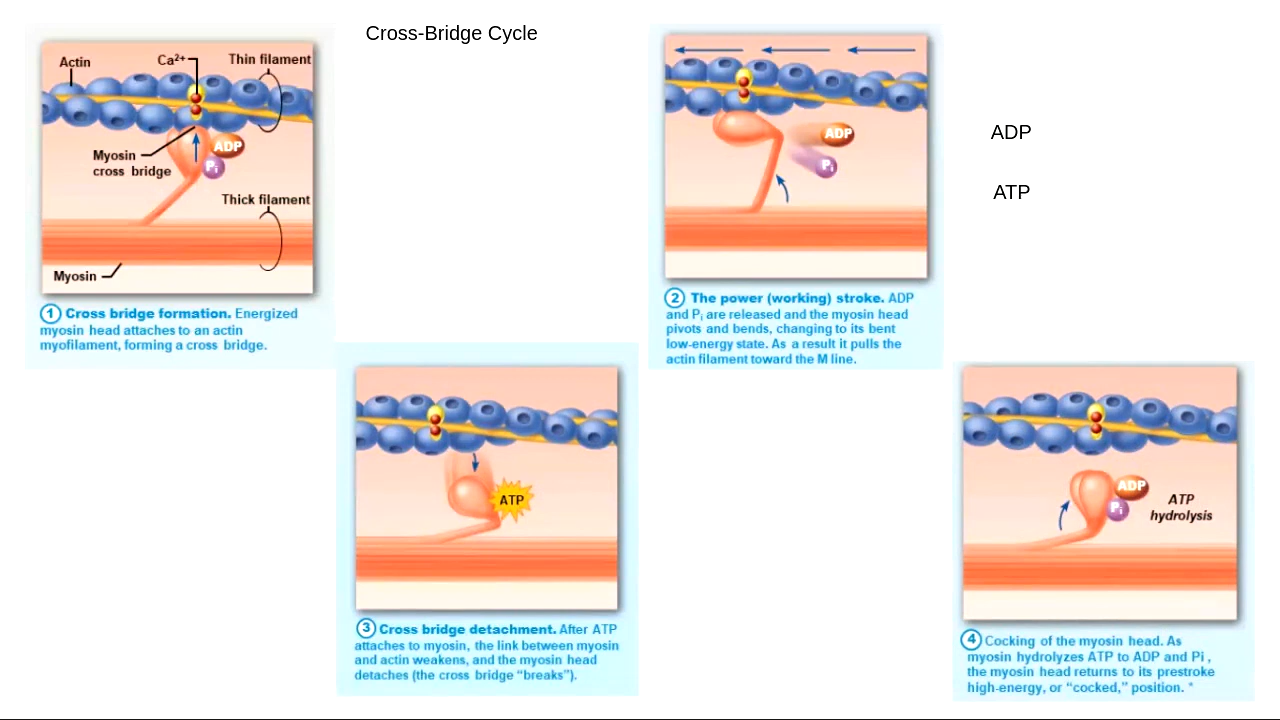 Cross-Bridge Cycle
Actin
Ca2+
Thin filament
ADP
Pi
Myosin
cross bridge
Thick filament
Myosin
1 Cross bridge formation. Energized
myosin head attaches to an actin
myofilament, forming a cross bridge.
ADP
Pi
2 The power (working) stroke. ADP
and Pi are released and the myosin head
pivots and bends, changing to its bent
low-energy state. As a result it pulls the
actin filament toward the M line.
ADP
ATP
ATP
3 Cross bridge detachment. After ATP
attaches to myosin, the link between myosin
and actin weakens, and the myosin head
detaches (the cross bridge “breaks”).
ADP
Pi
ATP
hydrolysis
4 Cocking of the myosin head. As
myosin hydrolyzes ATP to ADP and Pi ,
the myosin head returns to its prestroke
high-energy, or “cocked,” position. *